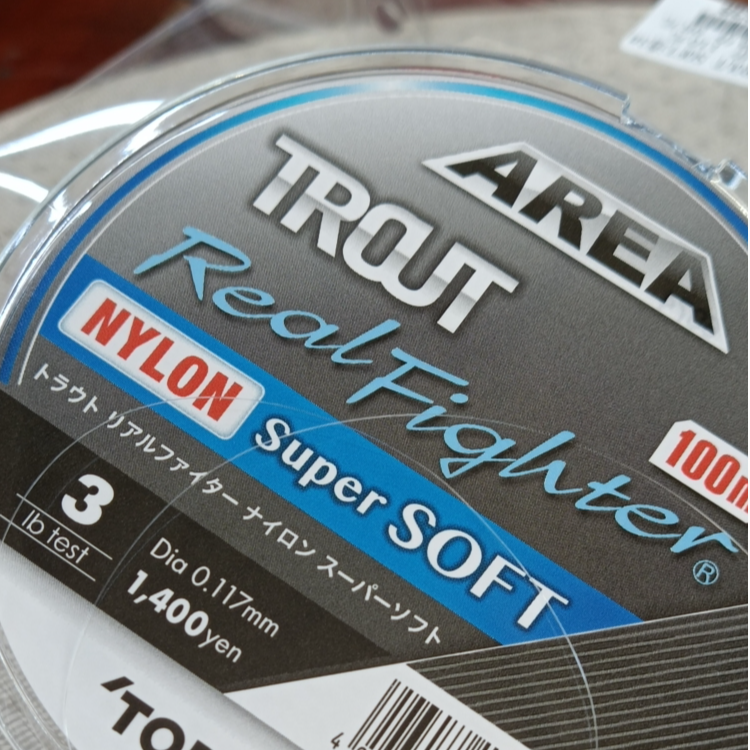 AREA
TROUT
Real Fighter®
100m
NYLON
Super SOFT
トラウト リアルファイター ナイロン スーパーソフト
3
lb test
Dia 0.117mm
1,400yen